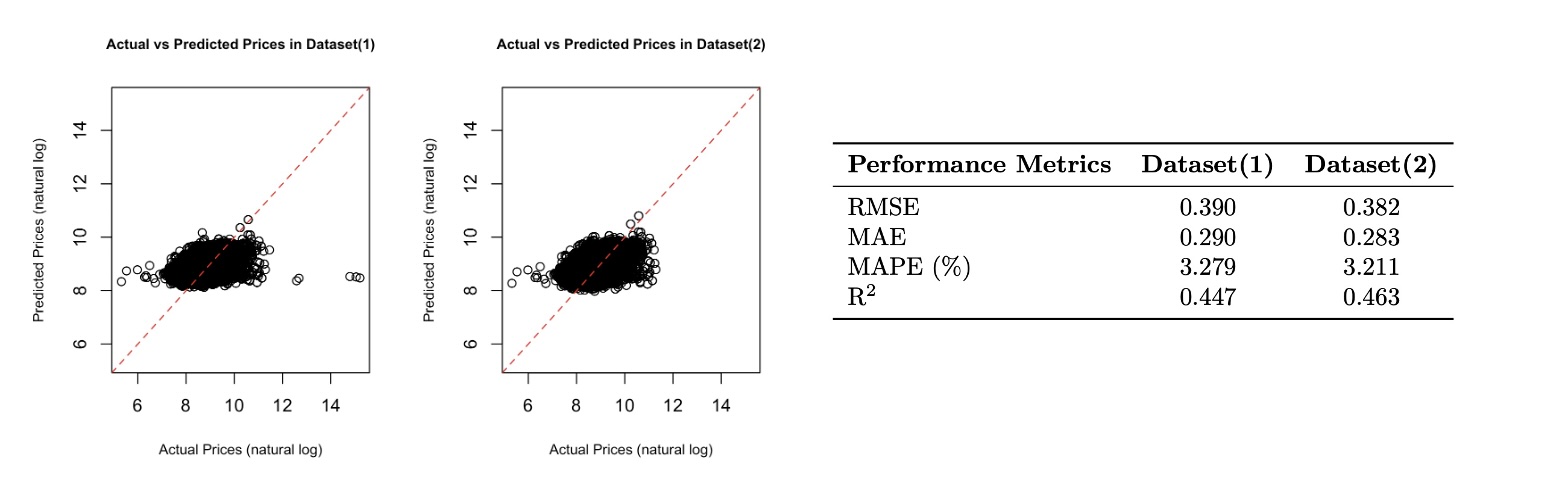 Actual vs Predicted Prices in Dataset(1)
Predicted Prices (natural log)
14
12
10
8
6
6 8 10 12 14
Actual Prices (natural log)
Actual vs Predicted Prices in Dataset(2)
Predicted Prices (natural log)
14
12
10
8
6
6 8 10 12 14
Actual Prices (natural log)
Performance Metrics Dataset(1) Dataset(2)
RMSE 0.390 0.382
MAE 0.290 0.283
MAPE (%) 3.279 3.211
R² 0.447 0.463